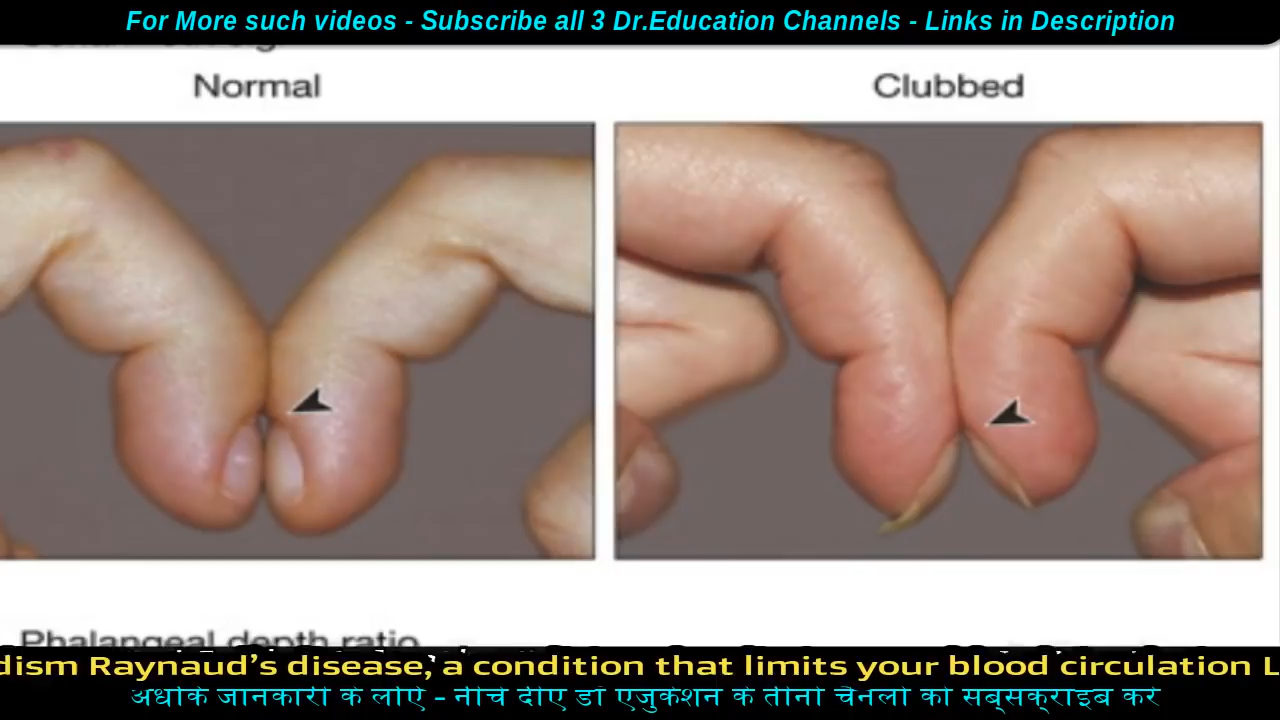 For More such videos - Subscribe all 3 Dr.Education Channels - Links in Description
Normal
Clubbed
Phalangeal depth ratio
dism Raynaud’s disease, a condition that limits your blood circulation L
अधिक जानकारी के लिए - नीचे दीए डॉ एजुकेशन के तीनों चैनलों को सब्सक्राइब करें